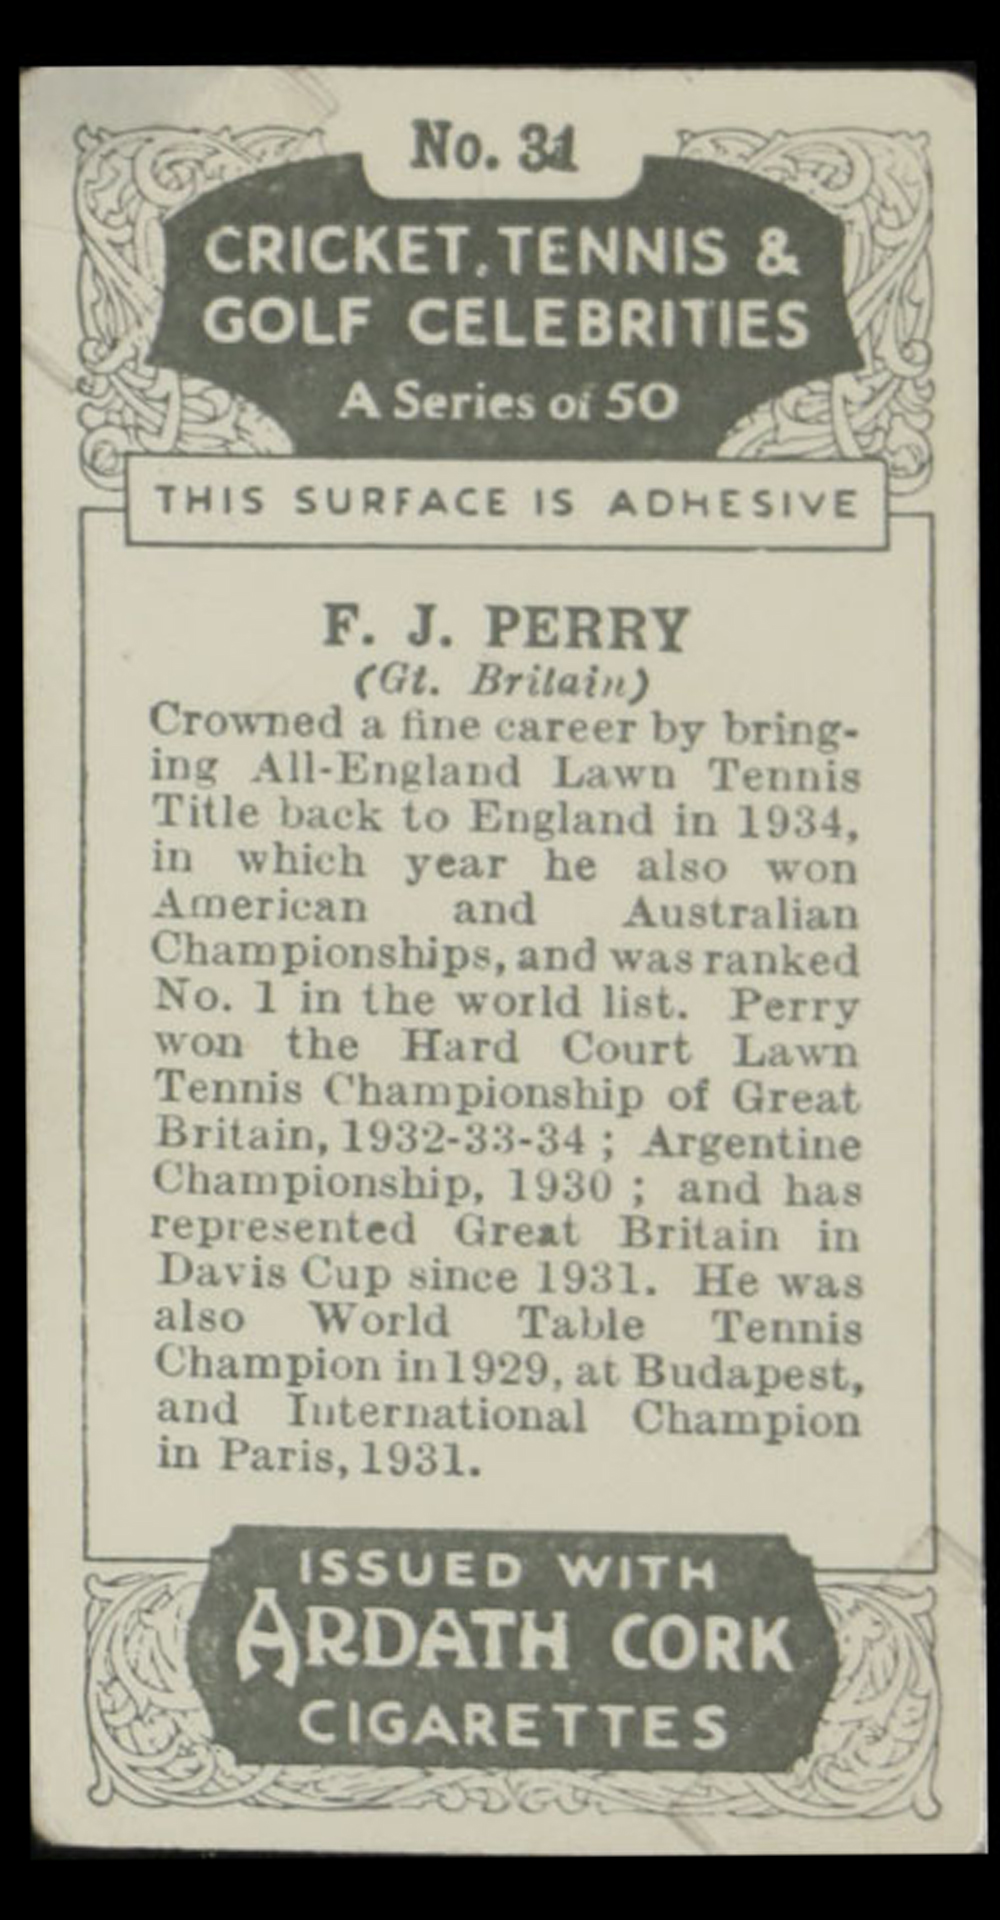 No. 31
CRICKET, TENNIS &
GOLF CELEBRITIES
A Series of 50
THIS SURFACE IS ADHESIVE
F. J. PERRY
(Gt. Britain)
Crowned a fine career by bring-
ing All-England Lawn Tennis
Title back to England in 1934,
in which year he also won
American and Australian
Championships, and was ranked
No. 1 in the world list. Perry
won the Hard Court Lawn
Tennis Championship of Great
Britain, 1932-33-34 ; Argentine
Championship, 1930 ; and has
represented Great Britain in
Davis Cup since 1931. He was
also World Table Tennis
Champion in 1929, at Budapest,
and International Champion
in Paris, 1931.
ISSUED WITH
ARDATH CORK
CIGARETTES